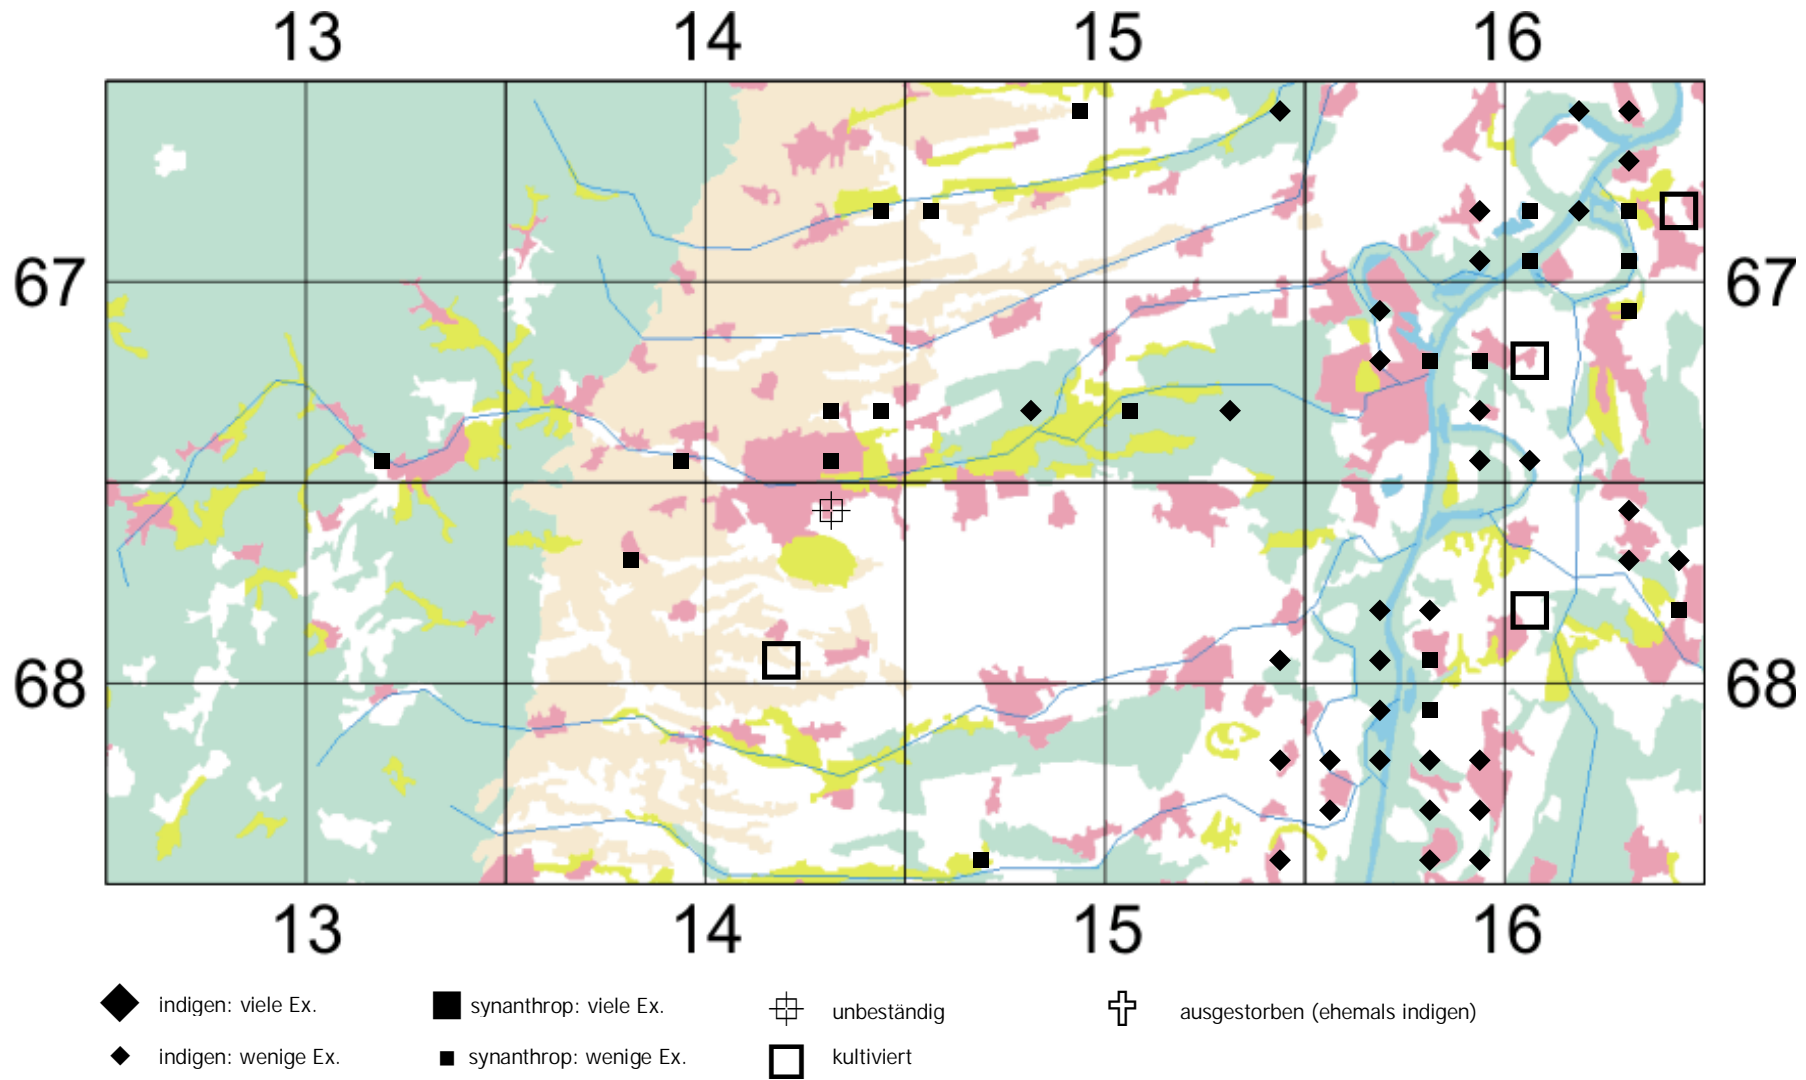 13 14 15 16
67 67
68 68
13 14 15 16
indigen: viele Ex. synanthrop: viele Ex. unbeständig ausgestorben (ehemals indigen)
indigen: wenige Ex. synanthrop: wenige Ex. kultiviert